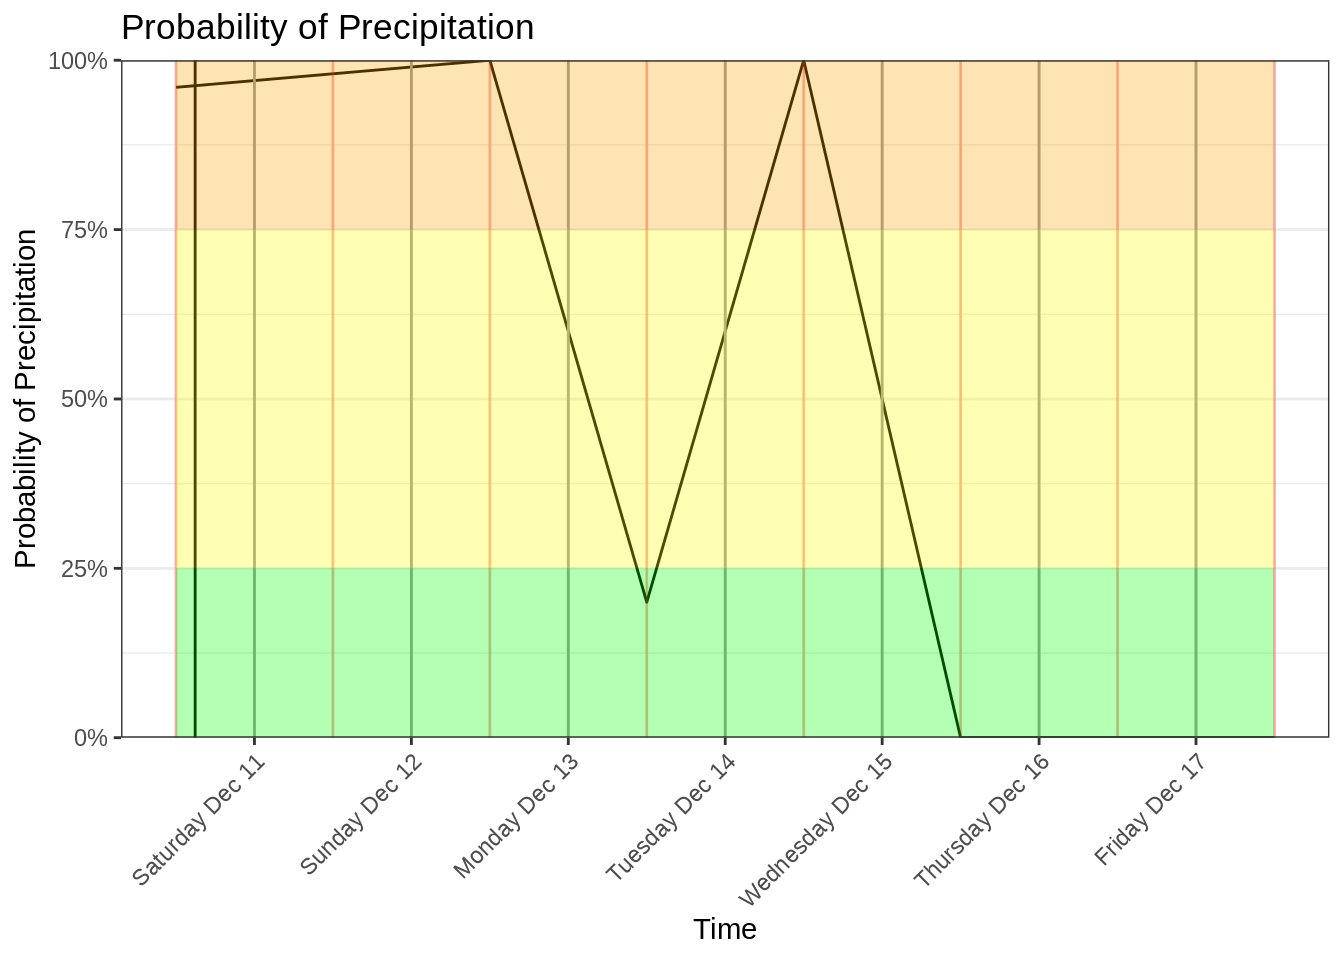 Probability of Precipitation
100%
75%
50%
25%
0%
Probability of Precipitation
Saturday Dec 11
Sunday Dec 12
Monday Dec 13
Tuesday Dec 14
Wednesday Dec 15
Thursday Dec 16
Friday Dec 17
Time